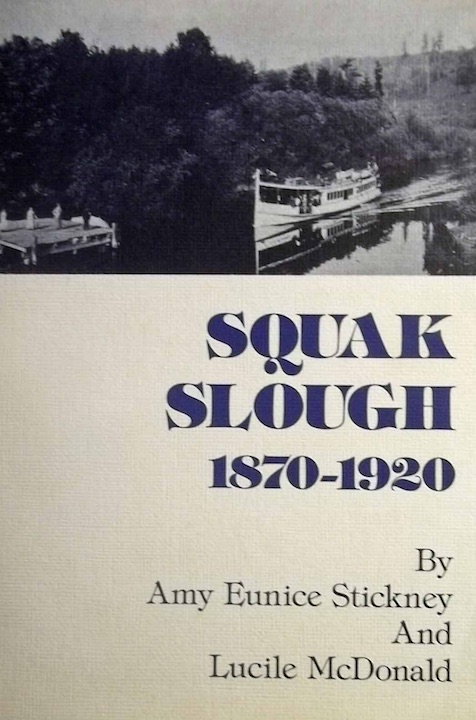 SQUAK
SLOUGH
1870-1920
By
Amy Eunice Stickney
And
Lucile McDonald